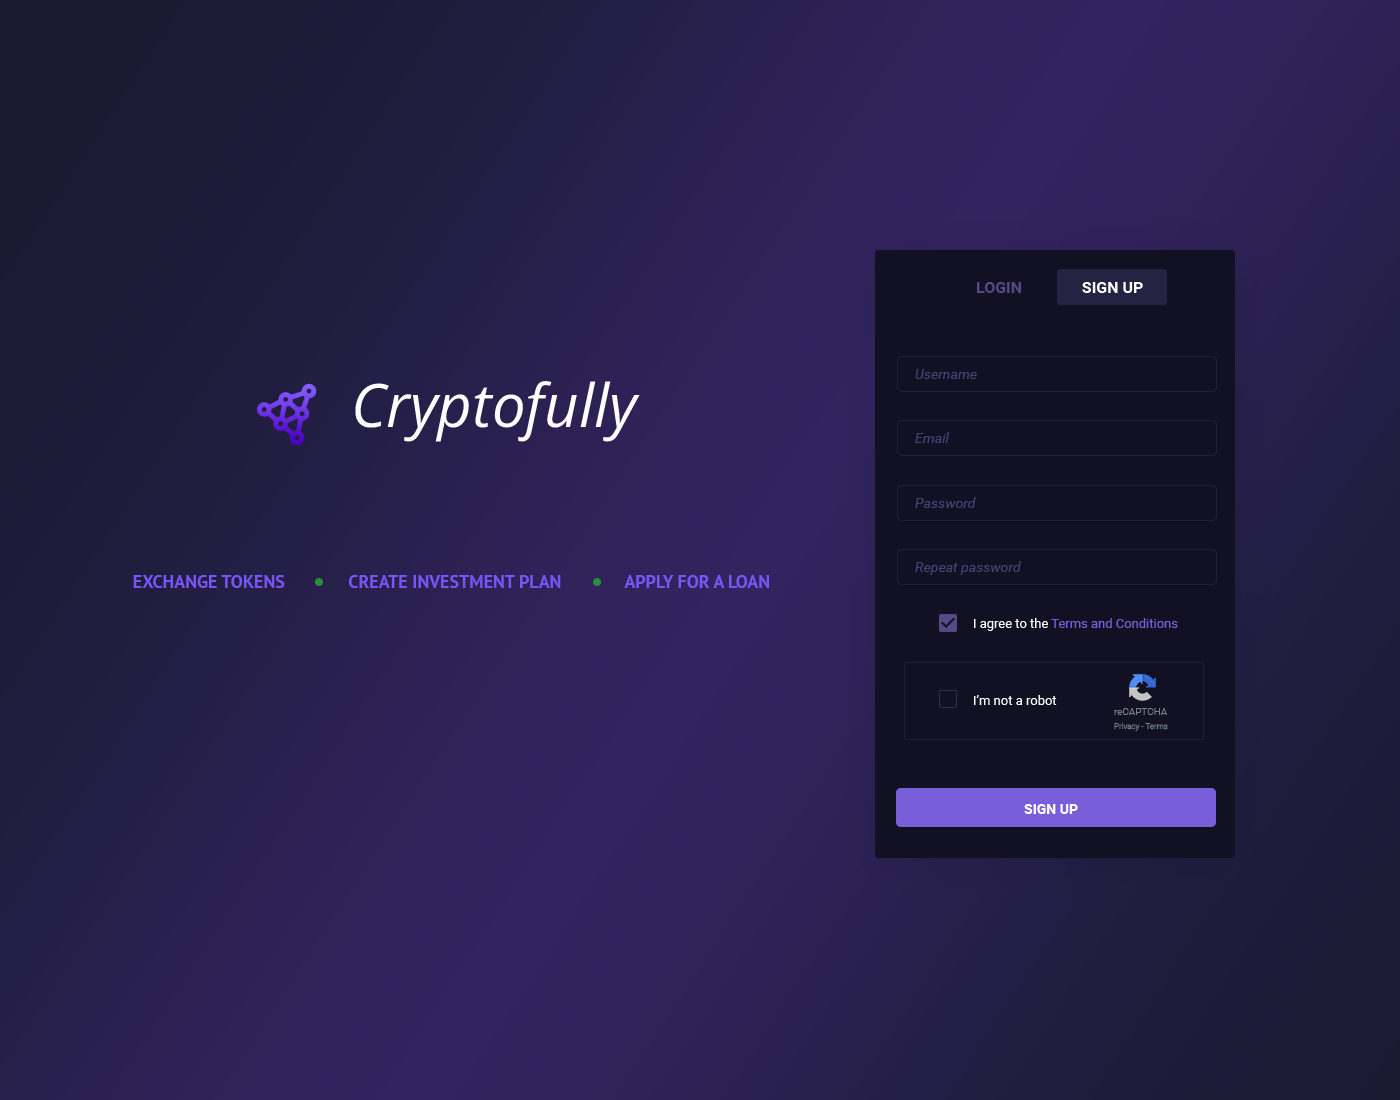 Cryptofully
EXCHANGE TOKENS • CREATE INVESTMENT PLAN • APPLY FOR A LOAN
LOGIN SIGN UP
Username
Email
Password
Repeat password
I agree to the Terms and Conditions
I'm not a robot
reCAPTCHA
Privacy - Terms
SIGN UP